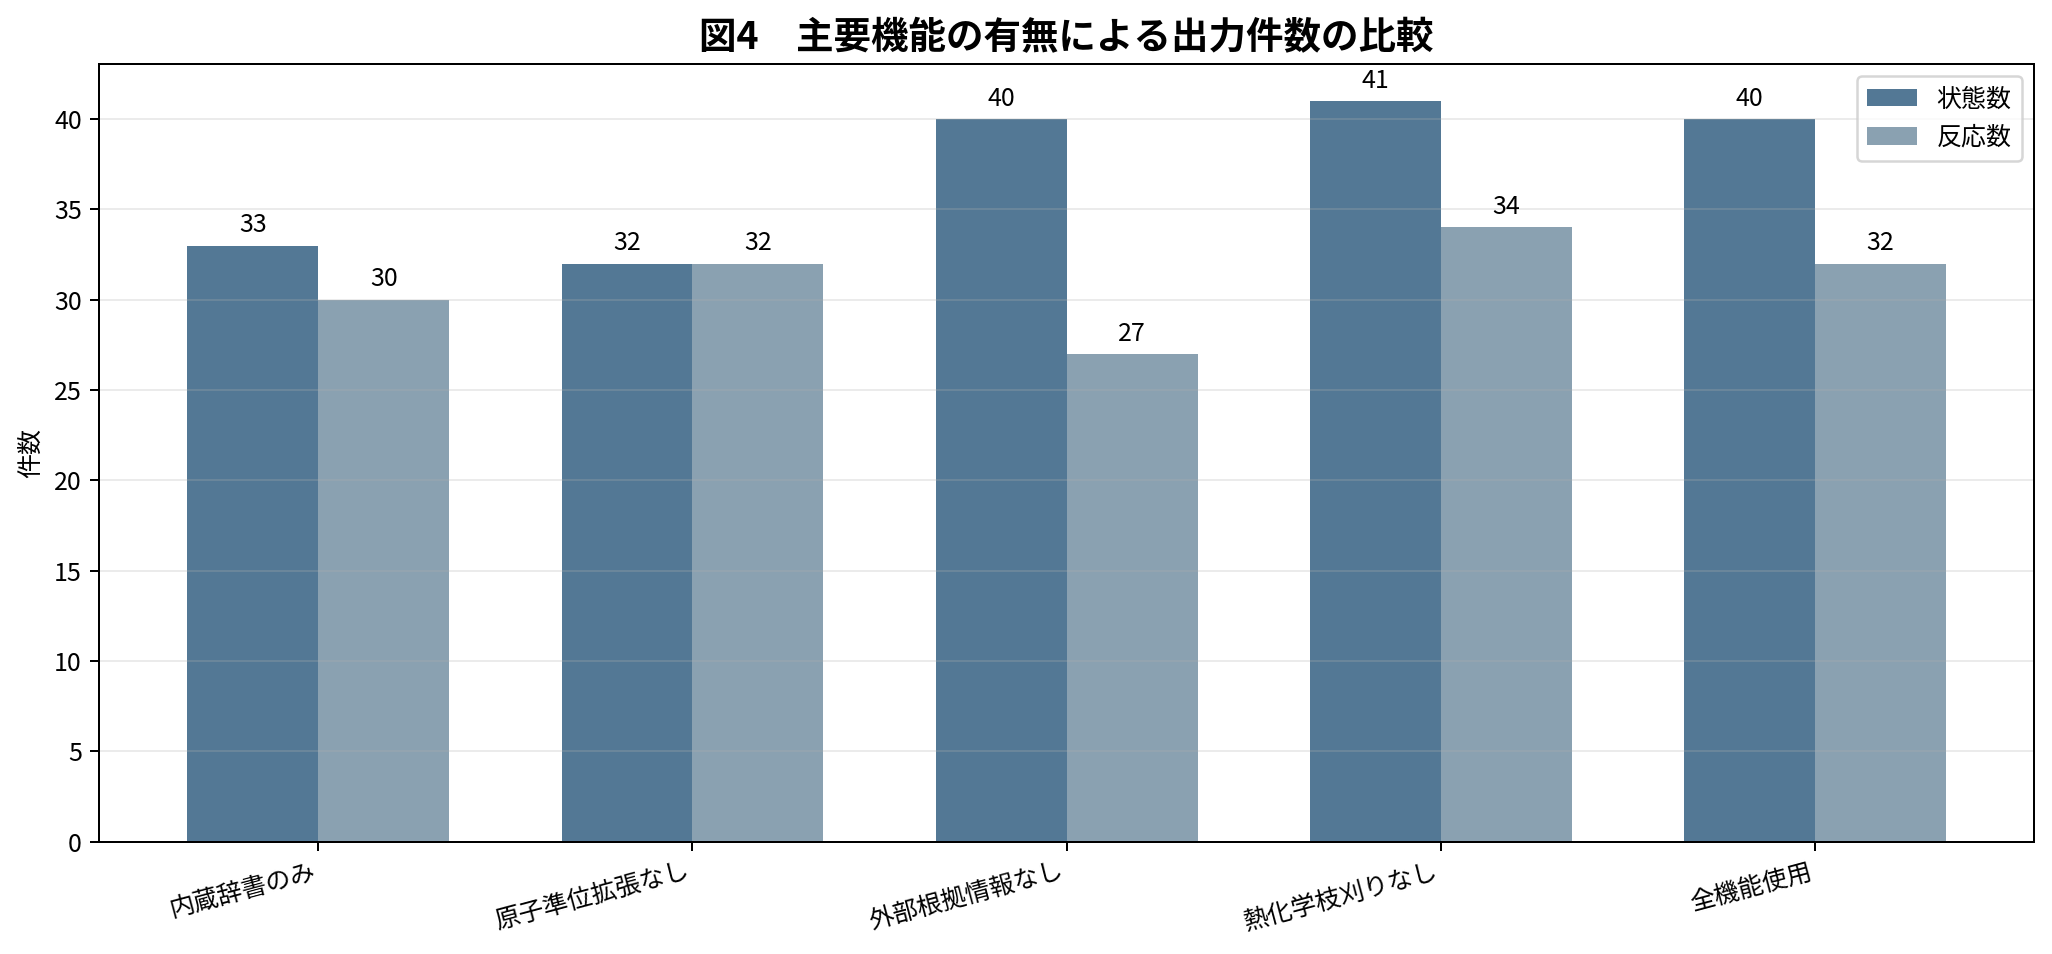 図4　主要機能の有無による出力件数の比較
状態数
反応数
件数
40
35
30
25
20
15
10
5
0
33
30
32
32
40
27
41
34
40
32
内蔵辞書のみ
原子準位拡張なし
外部根拠情報なし
熱化学枝刈りなし
全機能使用